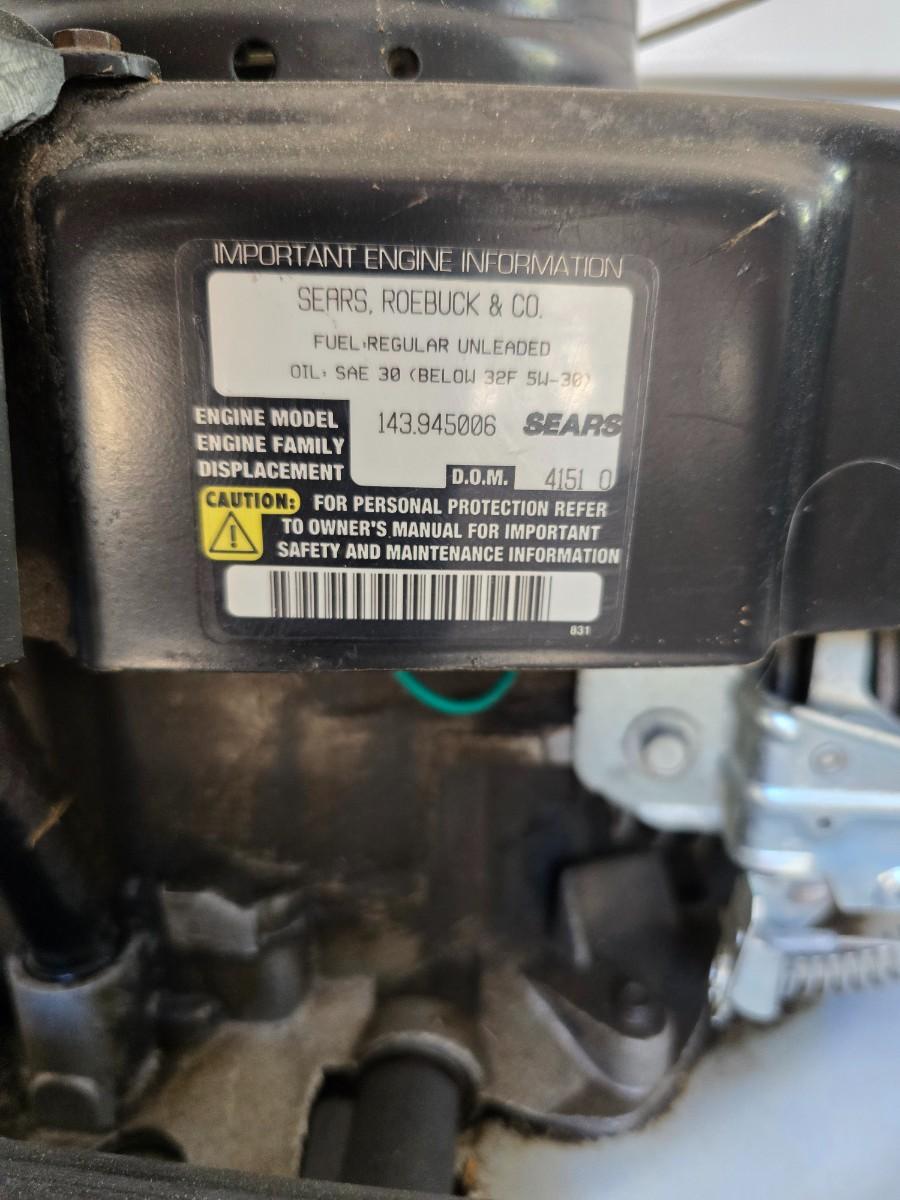 IMPORTANT ENGINE INFORMATION
SEARS, ROEBUCK & CO.
FUEL:REGULAR UNLEADED
OIL: SAE 30 (BELOW 32F 5W-30)
ENGINE MODEL 143.945006 SEARS
ENGINE FAMILY
DISPLACEMENT D.O.M. 4151 0
CAUTION: FOR PERSONAL PROTECTION REFER
TO OWNER'S MANUAL FOR IMPORTANT
SAFETY AND MAINTENANCE INFORMATION
831